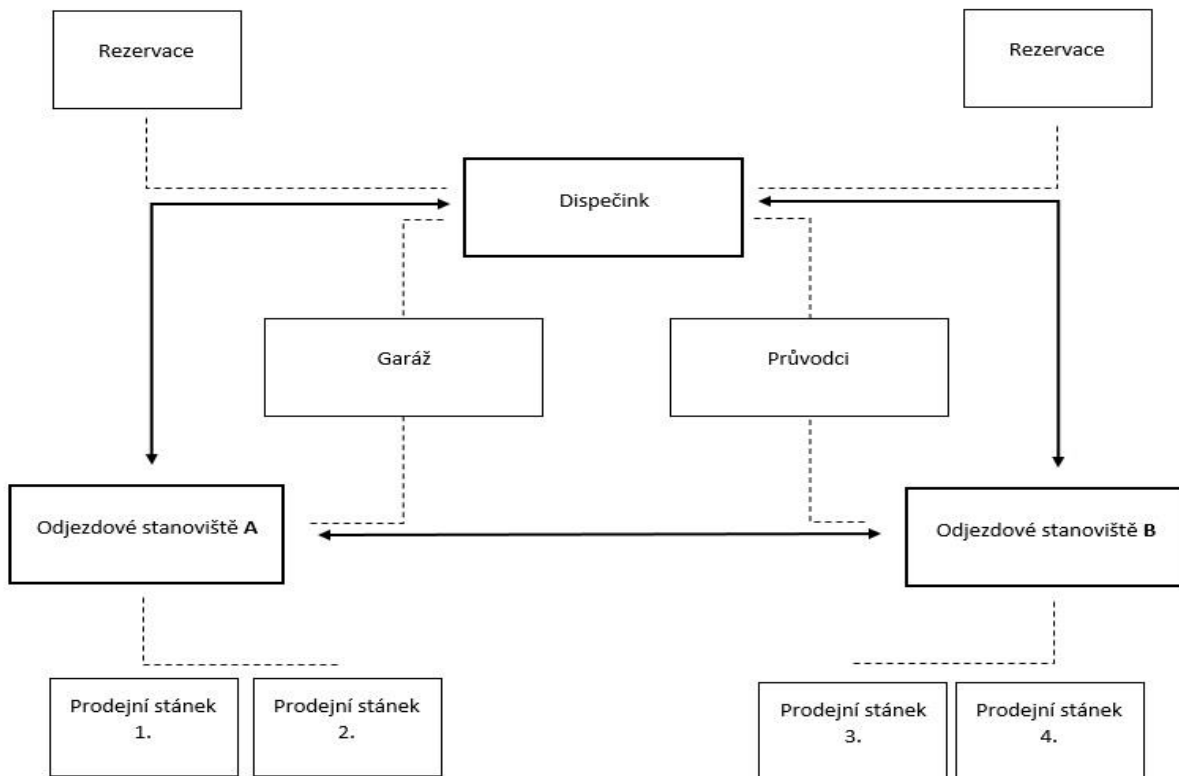 Rezervace
Rezervace
Dispečink
Garáž
Průvodci
Odjezdové stanoviště A
Odjezdové stanoviště B
Prodejní stánek
1.
Prodejní stánek
2.
Prodejní stánek
3.
Prodejní stánek
4.